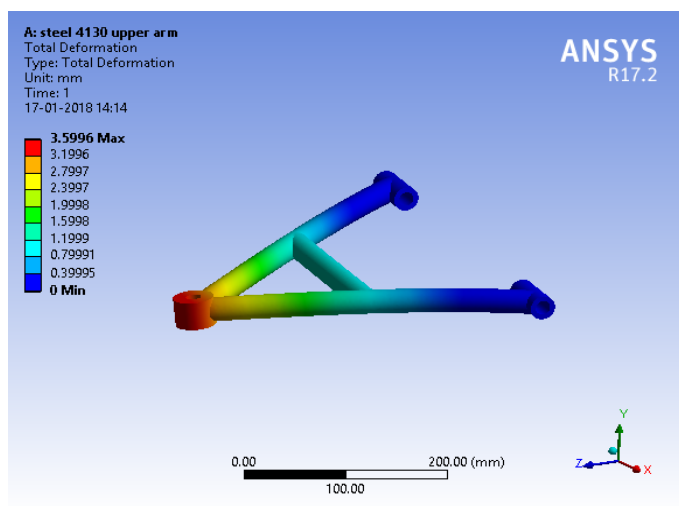 A: steel 4130 upper arm
Total Deformation
Type: Total Deformation
Unit: mm
Time: 1
17-01-2018 14:14
ANSYS
R17.2
3.5996 Max
3.1996
2.7997
2.3997
1.9998
1.5998
1.1999
0.79991
0.39995
0 Min
0.00
200.00 (mm)
100.00
Y
Z
X